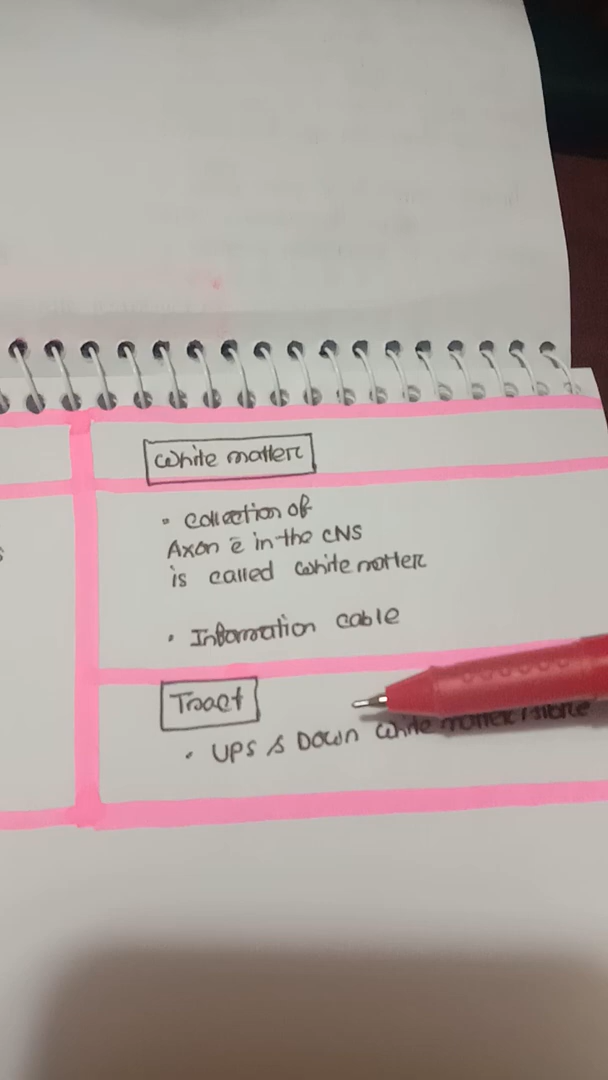 White matter
• Collection of
Axon ē in the CNS
is called white matter
• Information cable
Tract
• UPS & Down white matter fibre